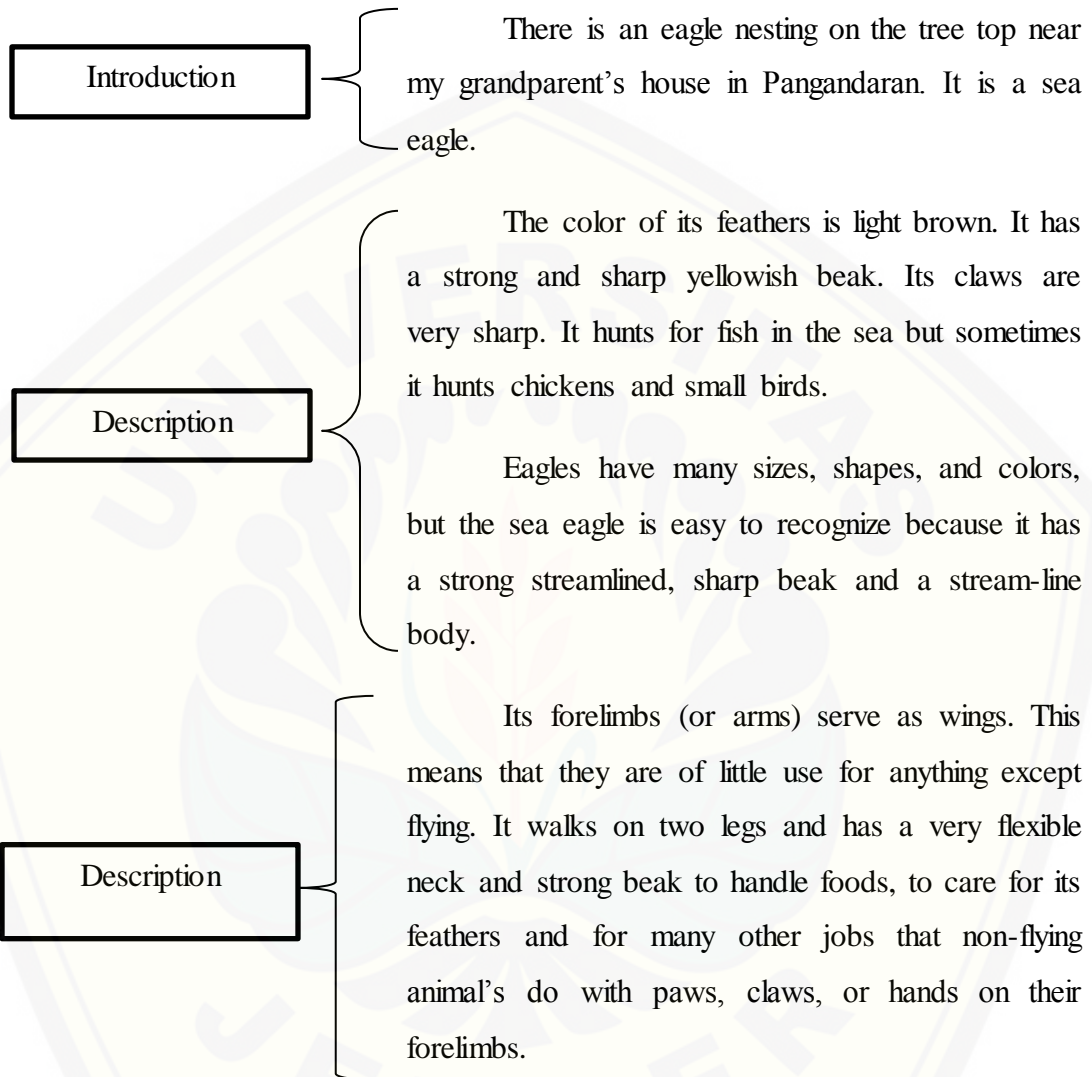 Introduction
There is an eagle nesting on the tree top near
my grandparent's house in Pangandaran. It is a sea
eagle.
Description
The color of its feathers is light brown. It has
a strong and sharp yellowish beak. Its claws are
very sharp. It hunts for fish in the sea but sometimes
it hunts chickens and small birds.
Eagles have many sizes, shapes, and colors,
but the sea eagle is easy to recognize because it has
a strong streamlined, sharp beak and a stream-line
body.
Description
Its forelimbs (or arms) serve as wings. This
means that they are of little use for anything except
flying. It walks on two legs and has a very flexible
neck and strong beak to handle foods, to care for its
feathers and for many other jobs that non-flying
animal's do with paws, claws, or hands on their
forelimbs.
UNIVERSITAS